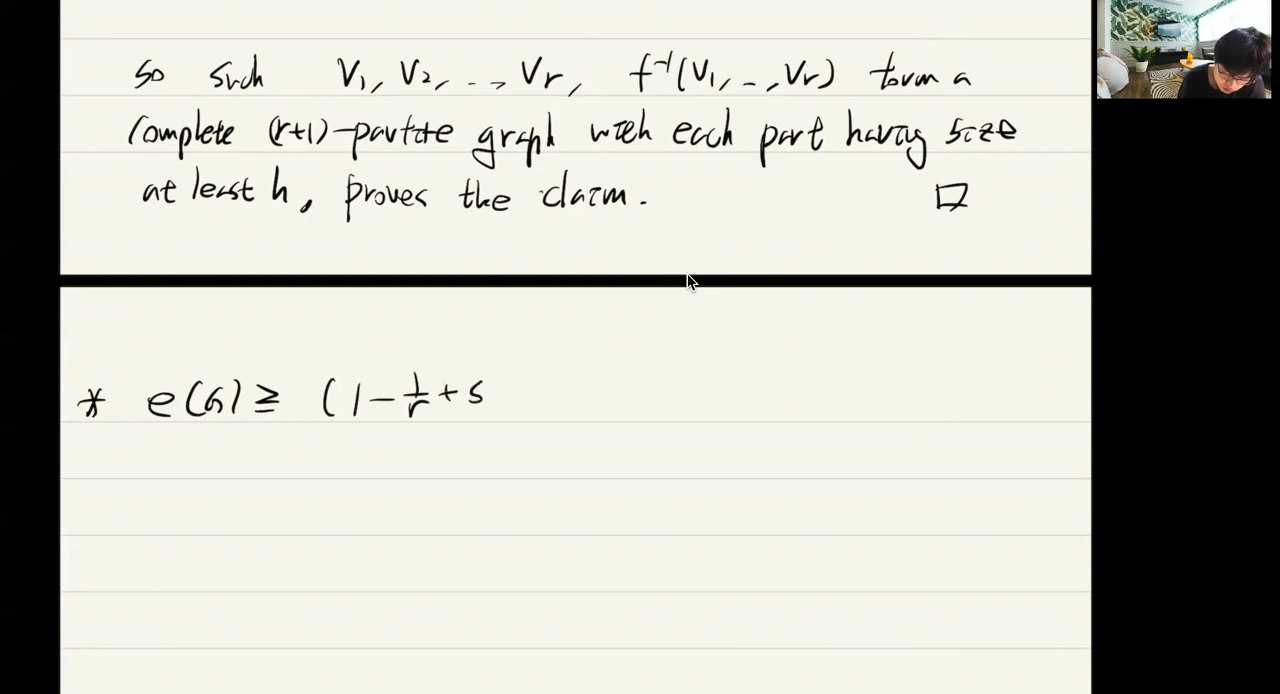 so such V₁, V₂, ..., Vr, f⁻¹(V₁, .., Vr) form a
complete (r+1)-partite graph with each part having size
at least h, proves the claim. □
* e(G) ≥ (1 - 1/r + s